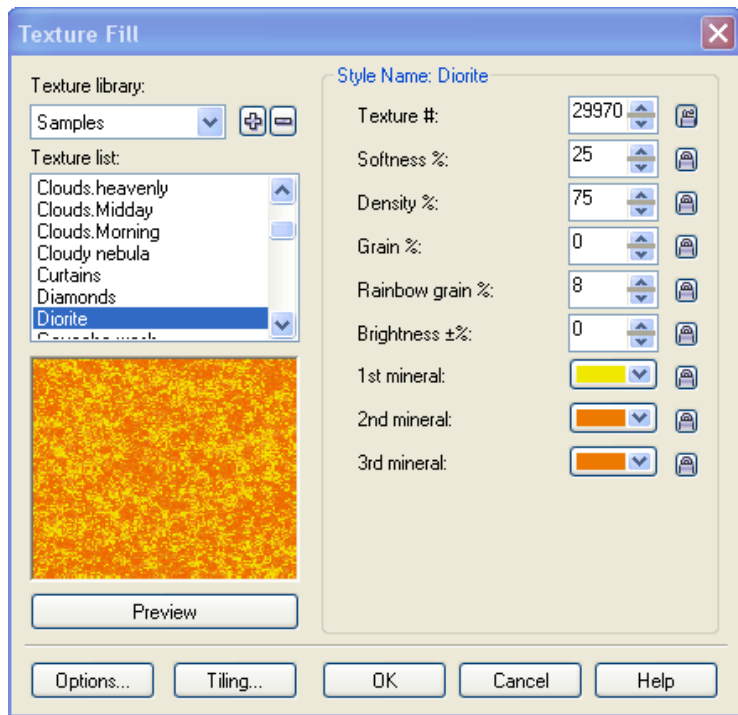 Texture Fill
Texture library:
Samples
Texture list:
Clouds.heavenly
Clouds.Midday
Clouds.Morning
Cloudy nebula
Curtains
Diamonds
Diorite
Preview
Style Name: Diorite
Texture #: 29970
Softness %: 25
Density %: 75
Grain %: 0
Rainbow grain %: 8
Brightness ±%: 0
1st mineral:
2nd mineral:
3rd mineral:
Options... Tiling... OK Cancel Help